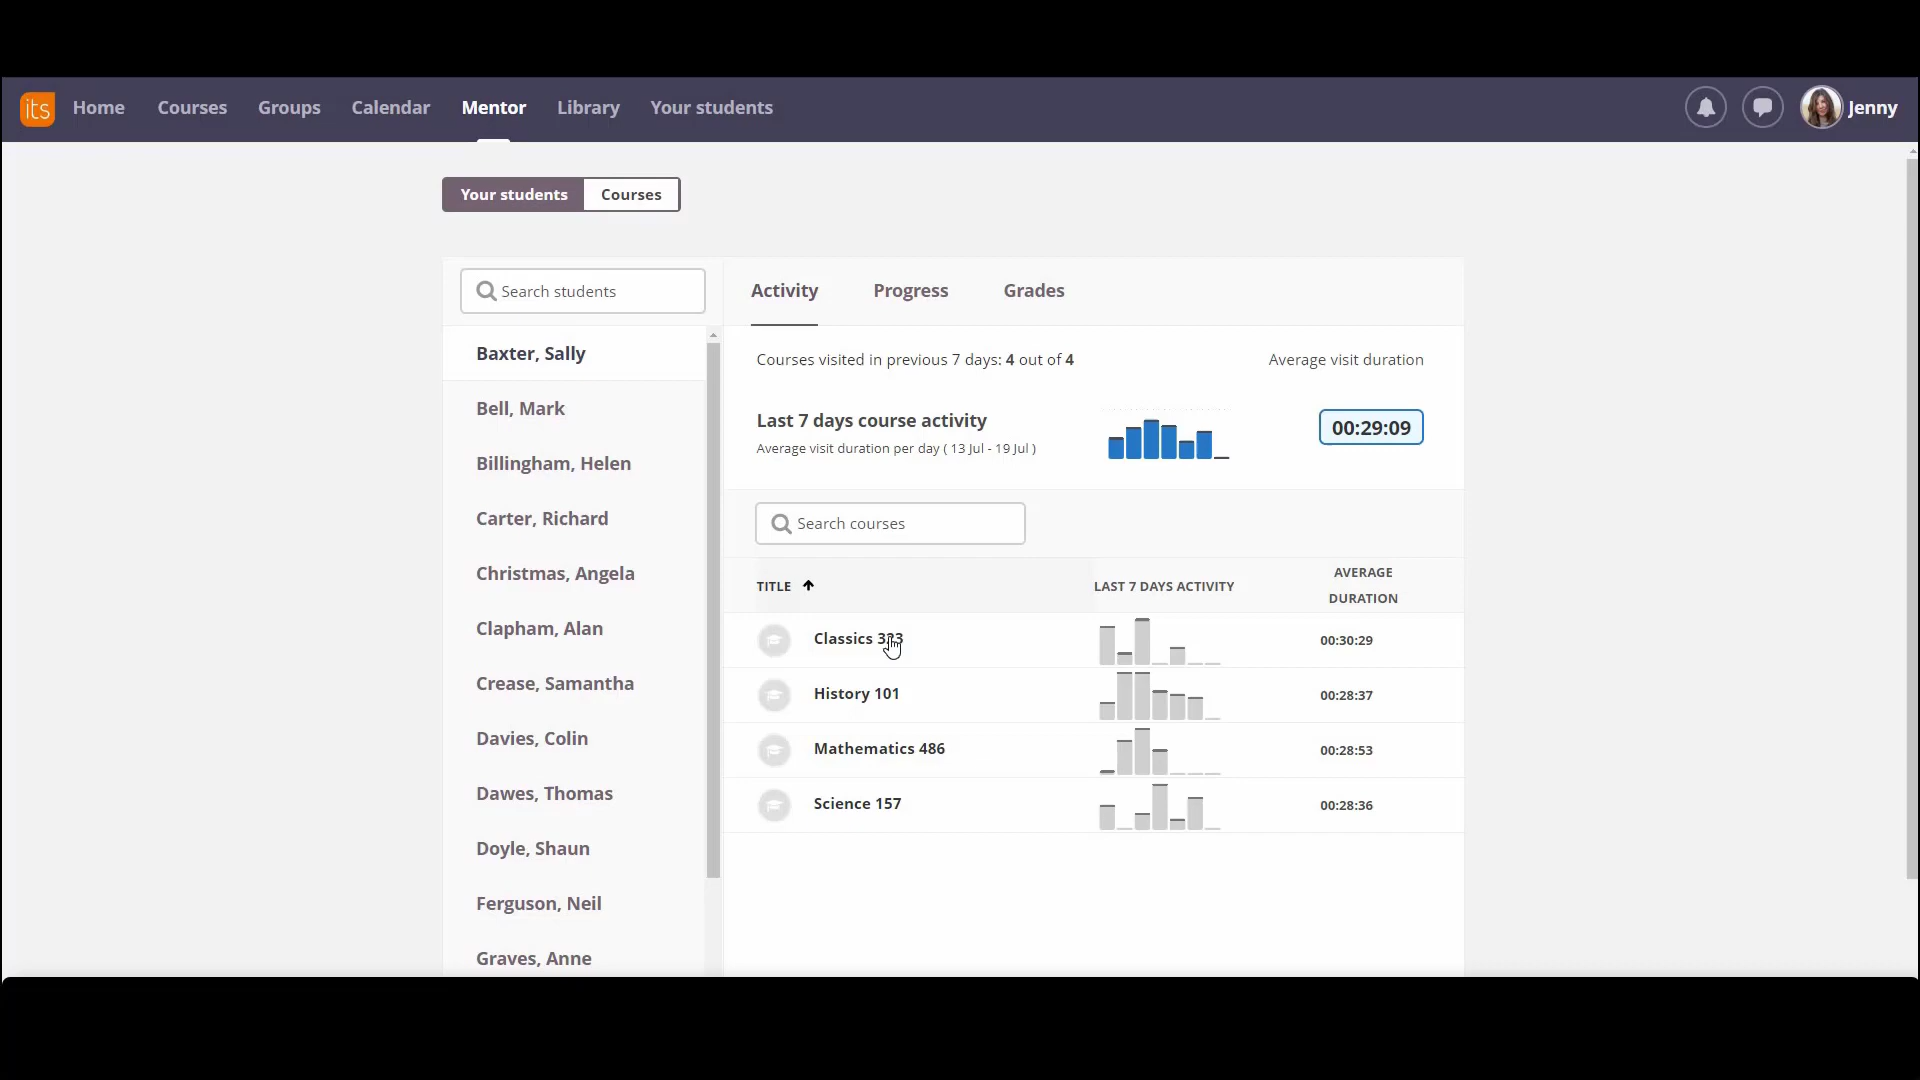 its Home Courses Groups Calendar Mentor Library Your students Jenny
Your students Courses
Search students
Baxter, Sally
Bell, Mark
Billingham, Helen
Carter, Richard
Christmas, Angela
Clapham, Alan
Crease, Samantha
Davies, Colin
Dawes, Thomas
Doyle, Shaun
Ferguson, Neil
Graves, Anne
Activity Progress Grades
Courses visited in previous 7 days: 4 out of 4 Average visit duration
Last 7 days course activity 00:29:09
Average visit duration per day ( 13 Jul - 19 Jul )
Search courses
TITLE LAST 7 DAYS ACTIVITY AVERAGE DURATION
Classics 00:30:29
History 101 00:28:37
Mathematics 486 00:28:53
Science 157 00:28:36